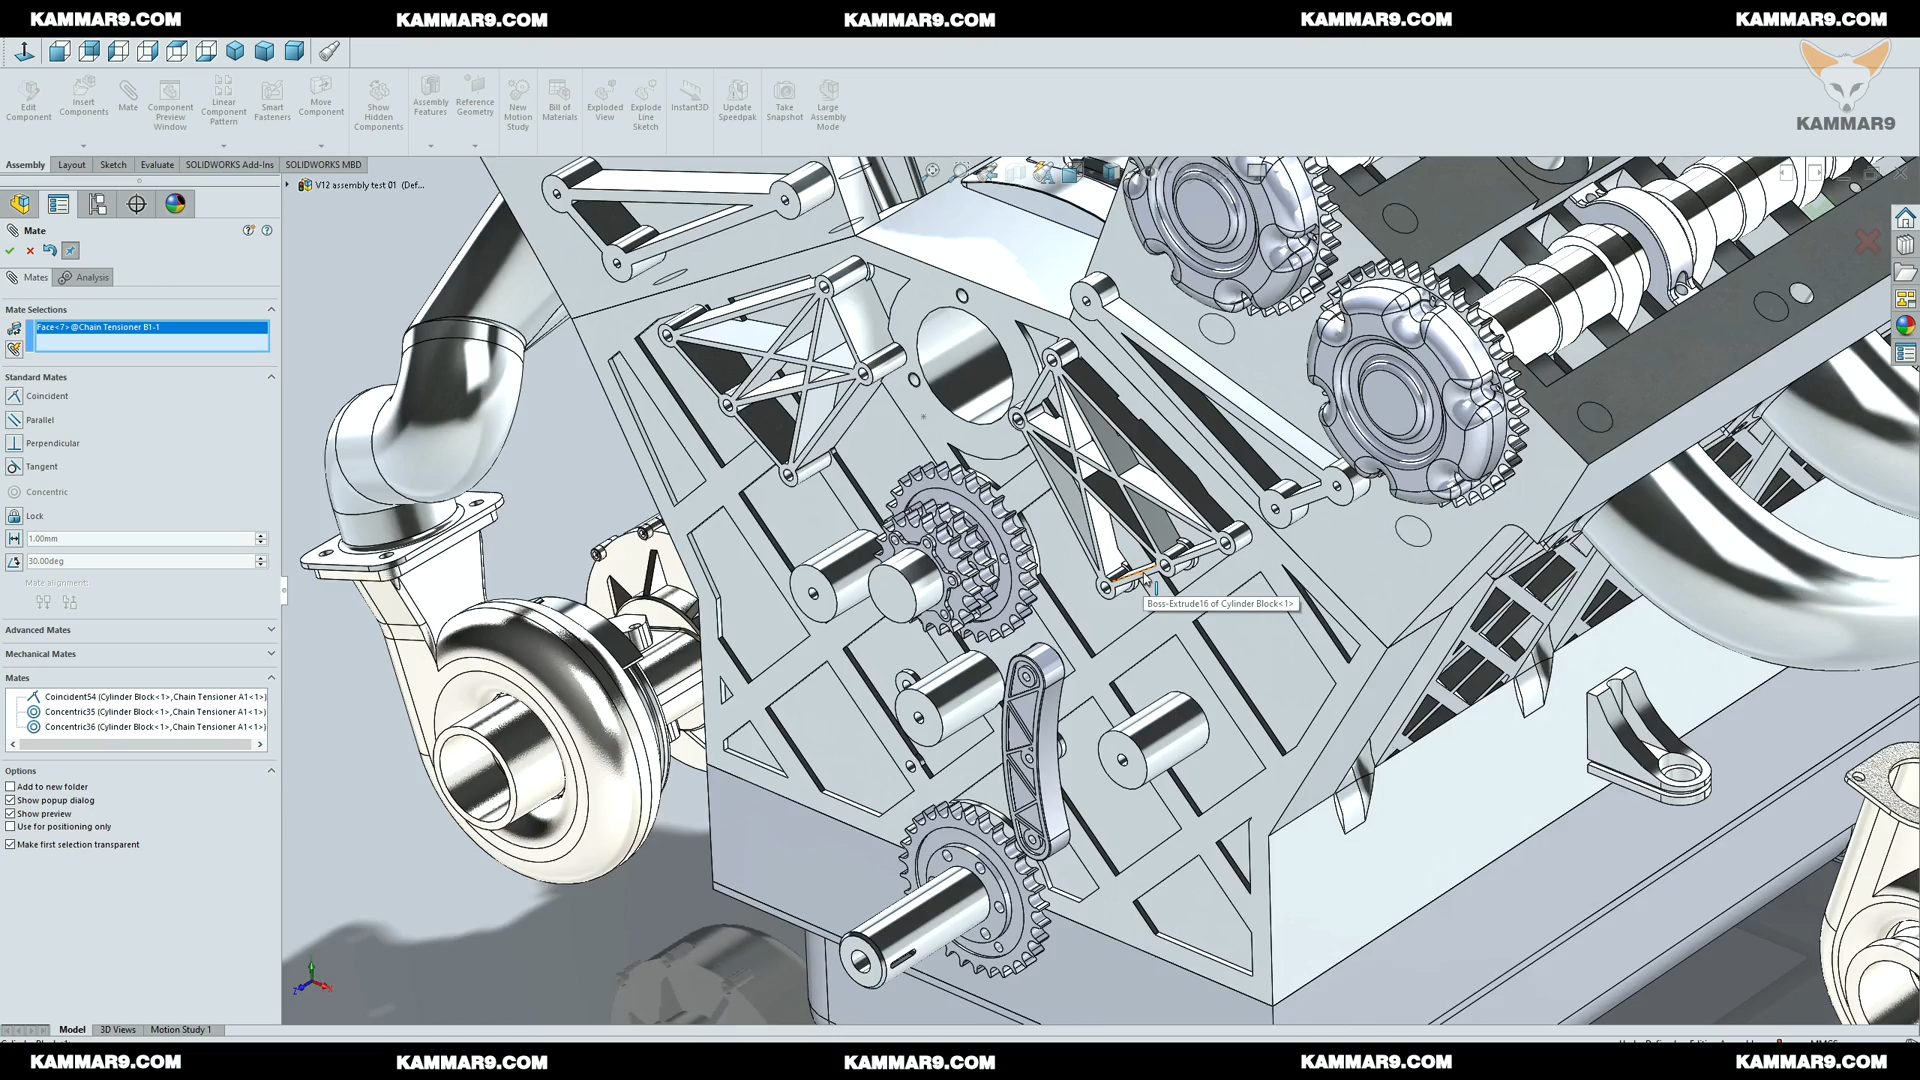 KAMMAR9.COM KAMMAR9.COM KAMMAR9.COM KAMMAR9.COM KAMMAR9.COM
Edit Component
Insert Components
Mate
Component Preview Window
Linear Component Pattern
Smart Fasteners
Move Component
Show Hidden Components
Assembly Features
Reference Geometry
New Motion Study
Bill of Materials
Exploded View
Explode Line Sketch
Instant3D
Update Speedpak
Take Snapshot
Large Assembly Mode
KAMMAR9
Assembly Layout Sketch Evaluate SOLIDWORKS Add-Ins SOLIDWORKS MBD
V12 assembly test 01 (Def...
Mate
Mates Analysis
Mate Selections
Face<7>@Chain Tensioner B1-1
Standard Mates
Coincident
Parallel
Perpendicular
Tangent
Concentric
Lock
1.00mm
30.00deg
Mate alignment:
Advanced Mates
Mechanical Mates
Mates
Coincident54 (Cylinder Block<1>,Chain Tensioner A1<1>)
Concentric35 (Cylinder Block<1>,Chain Tensioner A1<1>)
Concentric36 (Cylinder Block<1>,Chain Tensioner A1<1>)
Options
Add to new folder
Show popup dialog
Show preview
Use for positioning only
Make first selection transparent
Boss-Extrude16 of Cylinder Block<1>
Model 3D Views Motion Study 1
KAMMAR9.COM KAMMAR9.COM KAMMAR9.COM KAMMAR9.COM KAMMAR9.COM